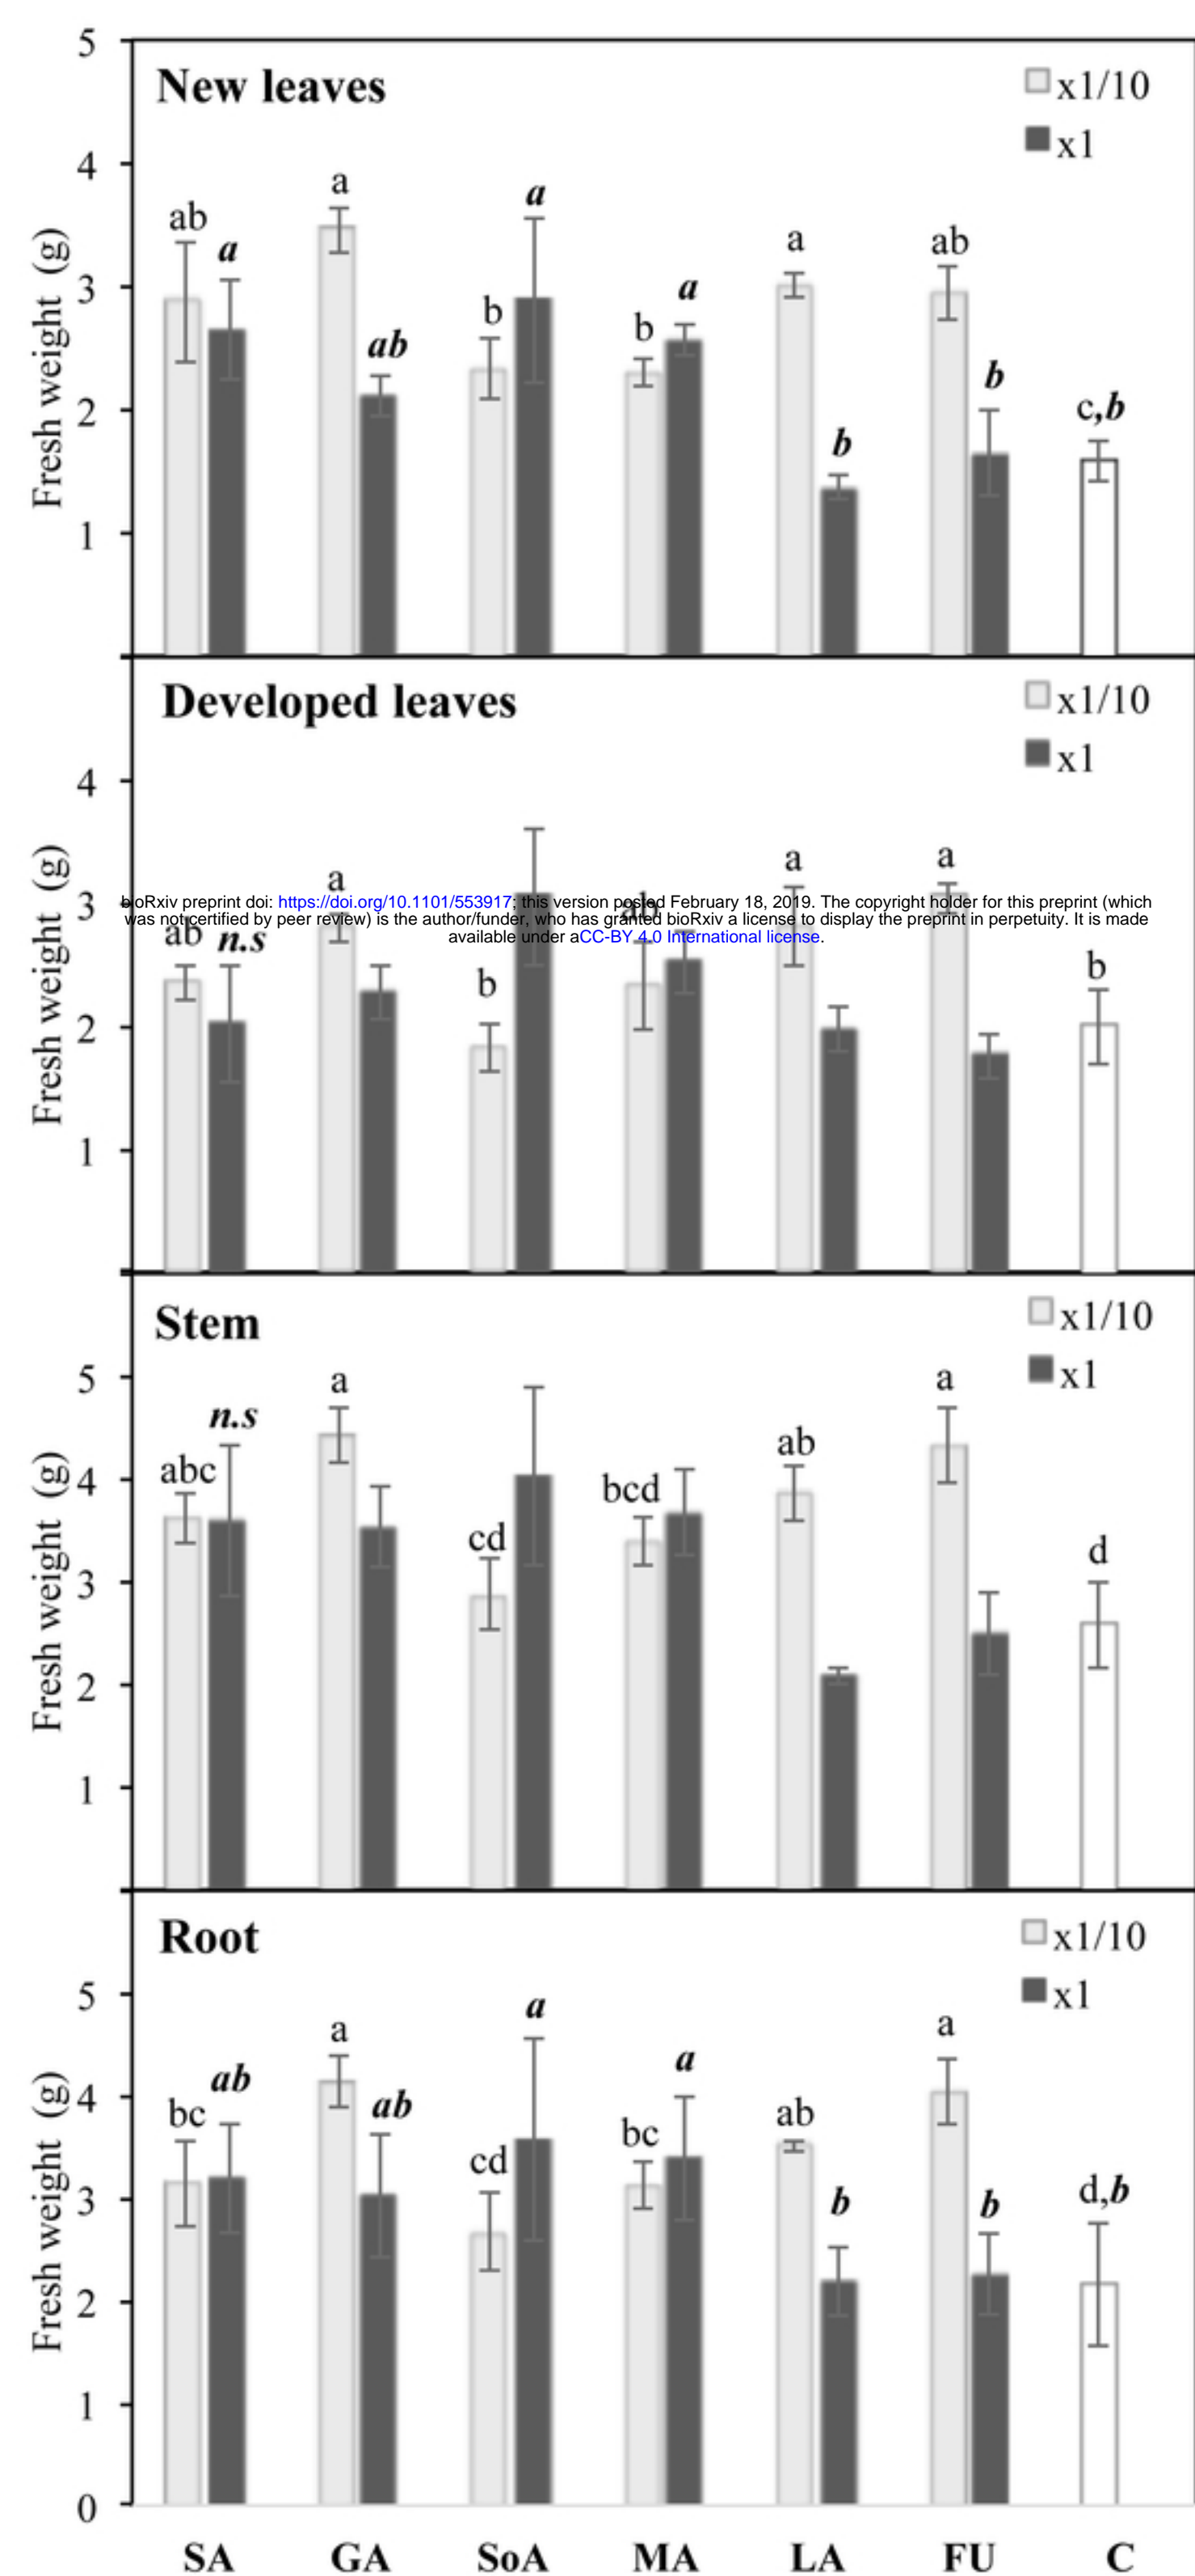 5
New leaves
x1/10
x1
4
a
ab
a
a
a
ab
a
3
b
b
ab
b
2
c,b
b
1
Fresh weight (g)
Developed leaves
x1/10
x1
4
a
a
a
3
bioRxiv preprint doi: https://doi.org/10.1101/553917; this version posted February 18, 2019. The copyright holder for this preprint (which
was not certified by peer review) is the author/funder, who has granted bioRxiv a license to display the preprint in perpetuity. It is made
available under aCC-BY 4.0 International license.
ab
ab
n.s
b
b
2
1
Fresh weight (g)
Stem
x1/10
x1
5
a
a
n.s
abc
ab
4
bcd
cd
d
3
2
1
Fresh weight (g)
Root
x1/10
x1
5
a
a
a
ab
a
4
bc
ab
ab
bc
cd
3
b
b
d,b
2
1
0
Fresh weight (g)
SA GA SoA MA LA FU C